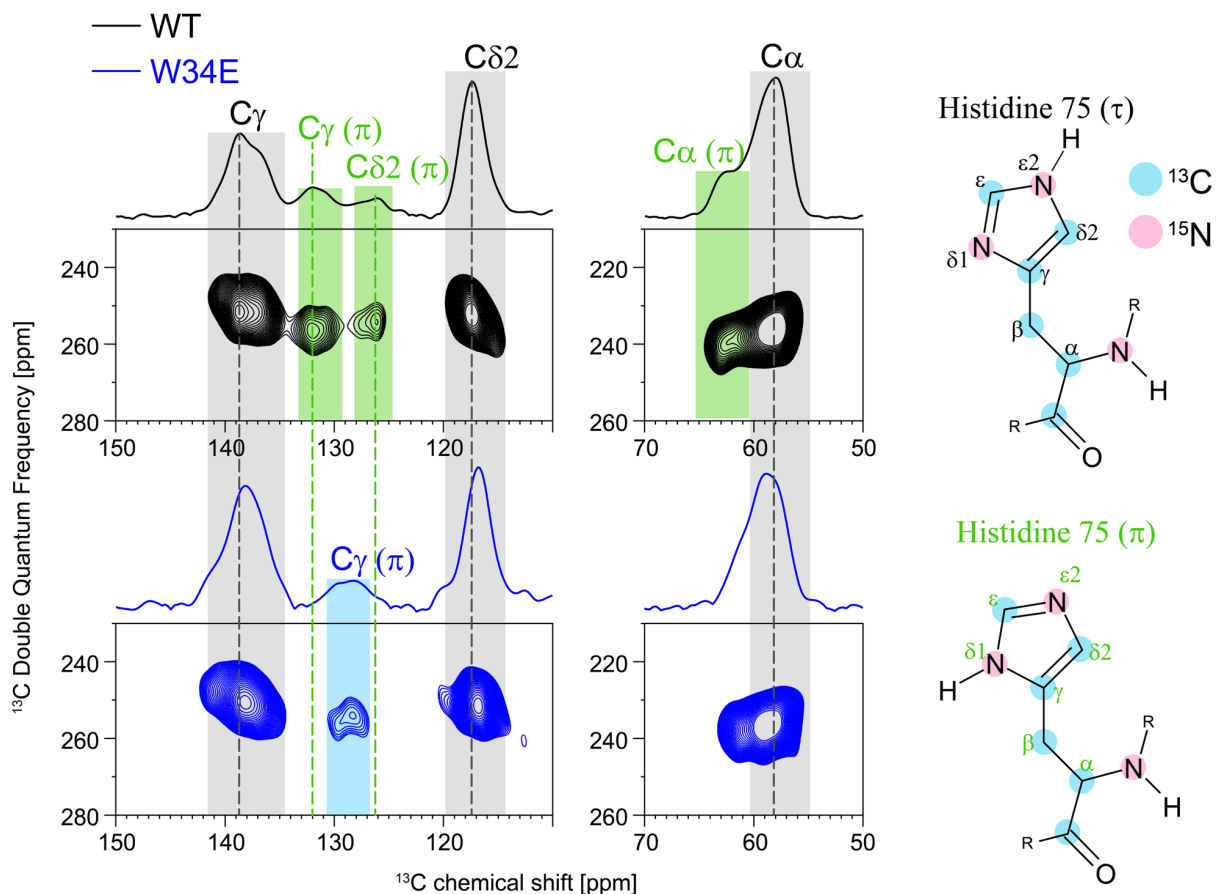 WT
W34E
Cγ
Cγ (π)
Cδ2 (π)
Cδ2
Cα (π)
Cα
240
260
280
150
140
130
120
220
240
260
70
60
50
Cγ (π)
240
260
280
150
140
130
120
220
240
260
280
70
60
50
¹³C Double Quantum Frequency [ppm]
¹³C chemical shift [ppm]
Histidine 75 (τ)
H
ε2
N
ε
N
δ1
δ2
γ
β
α
R
N
H
R
O
¹³C
¹⁵N
Histidine 75 (π)
ε2
N
ε
δ1
N
H
δ2
γ
β
α
R
N
H
R
O